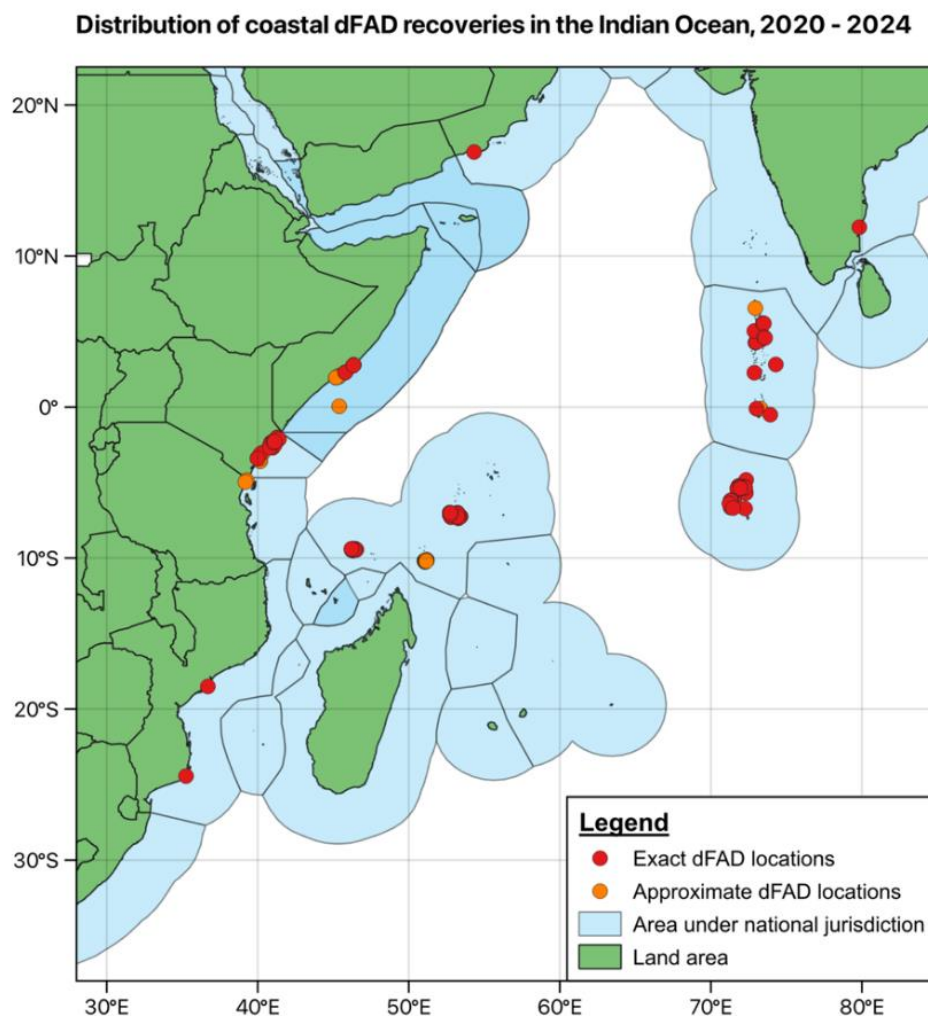 Distribution of coastal dFAD recoveries in the Indian Ocean, 2020 - 2024
20°N
10°N
0°
10°S
20°S
30°S
Legend
Exact dFAD locations
Approximate dFAD locations
Area under national jurisdiction
Land area
30°E
40°E
50°E
60°E
70°E
80°E